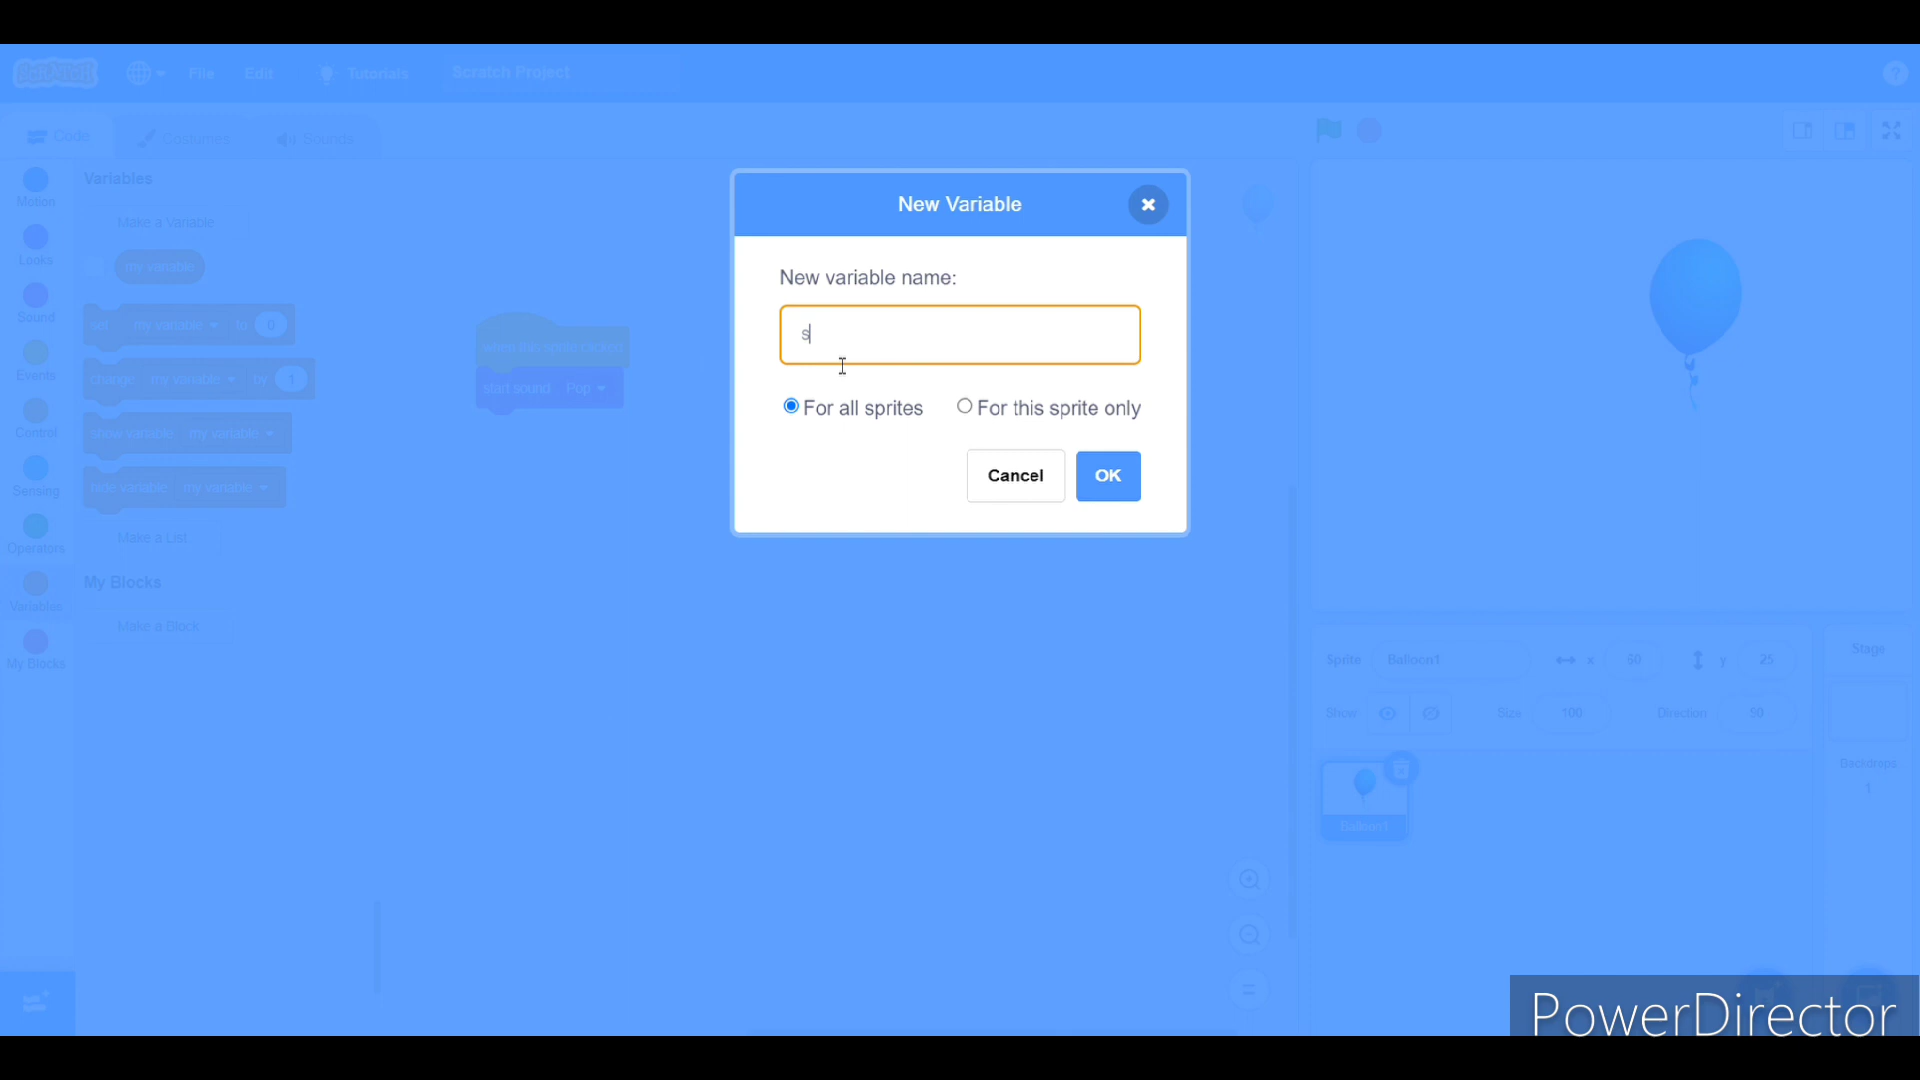 SCRATCH
File
Edit
Tutorials
Scratch Project
?
Code
Costumes
Sounds
Variables
Make a Variable
my variable
set my variable to 0
change my variable by 1
show variable my variable
hide variable my variable
Make a List
My Blocks
Make a Block
Motion
Looks
Sound
Events
Control
Sensing
Operators
Variables
My Blocks
when this sprite clicked
start sound Pop
New Variable
New variable name:
s
For all sprites
For this sprite only
Cancel
OK
Sprite Balloon1 x 60 y 25
Show Size 100 Direction 90
Balloon1
Stage
Backdrops
1
PowerDirector